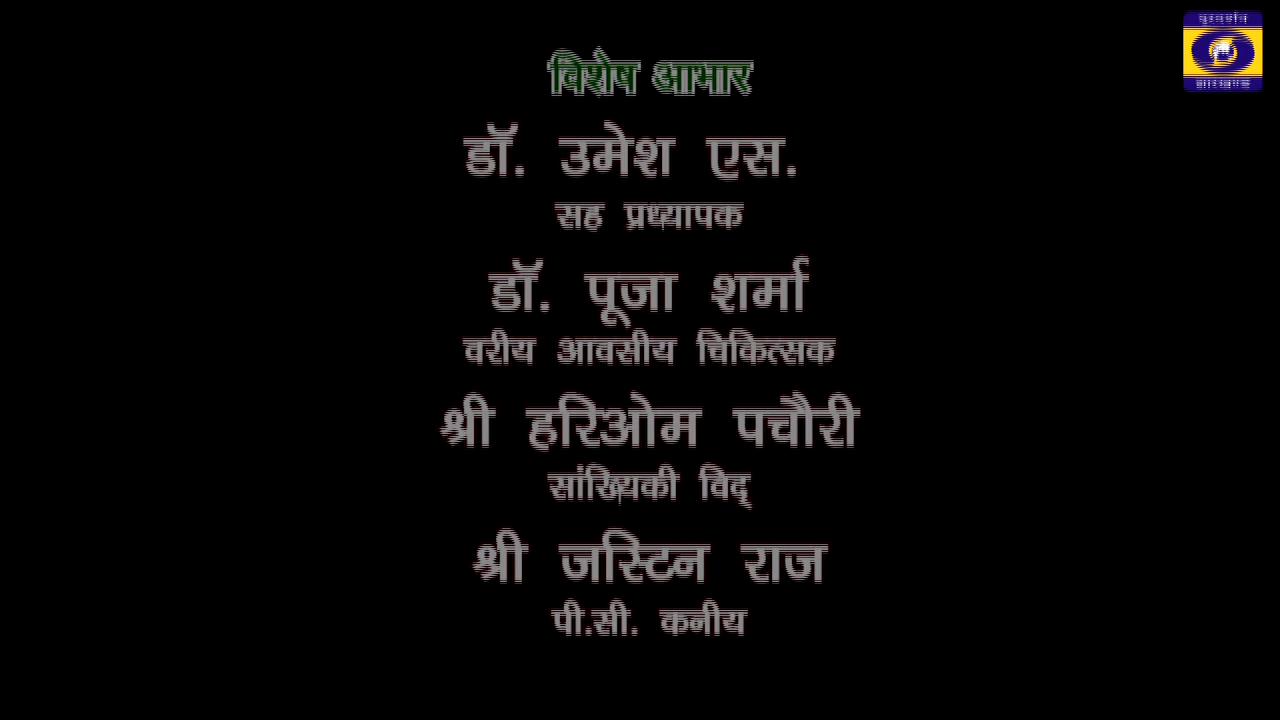 विशेष आभार
डॉ. उमेश एस.
सह प्रध्यापक
डॉ. पूजा शर्मा
वरीय आवसीय चिकित्सक
श्री हरिओम पचौरी
सांख्यिकी विद्
श्री जस्टिन राज
पी.सी. कनीय